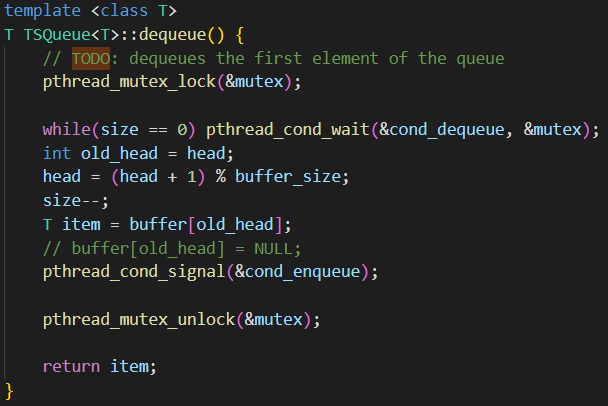 template <class T>
T TSQueue<T>::dequeue() {
    // TODO: dequeues the first element of the queue
    pthread_mutex_lock(&mutex);

    while(size == 0) pthread_cond_wait(&cond_dequeue, &mutex);
    int old_head = head;
    head = (head + 1) % buffer_size;
    size--;
    T item = buffer[old_head];
    // buffer[old_head] = NULL;
    pthread_cond_signal(&cond_enqueue);

    pthread_mutex_unlock(&mutex);

    return item;
}